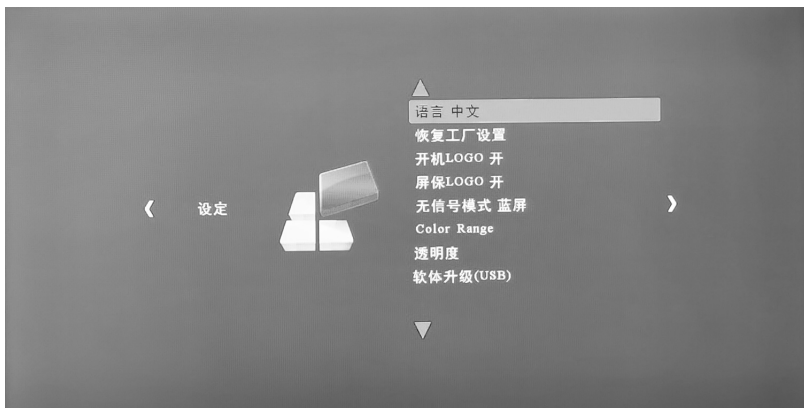 设定
语言 中文
恢复工厂设置
开机LOGO 开
屏保LOGO 开
无信号模式 蓝屏
Color Range
透明度
软体升级(USB)